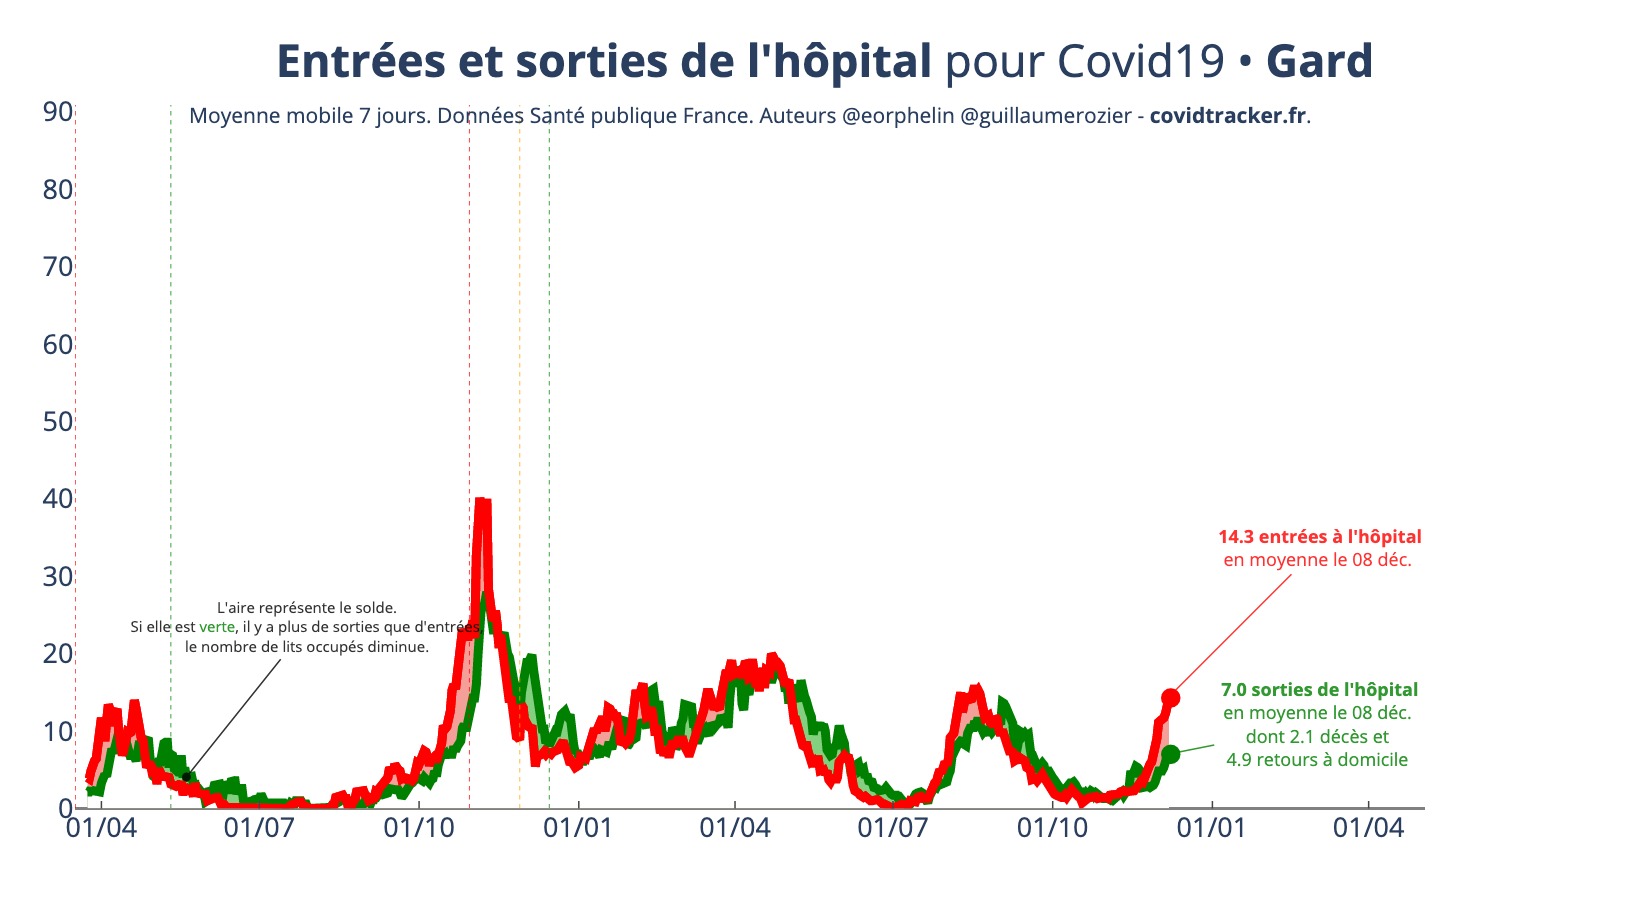 Entrées et sorties de l'hôpital pour Covid19 • Gard
Moyenne mobile 7 jours. Données Santé publique France. Auteurs @eorphelin @guillaumerozier - covidtracker.fr.
90
80
70
60
50
40
30
20
10
0
L'aire représente le solde.
Si elle est verte, il y a plus de sorties que d'entrées,
le nombre de lits occupés diminue.
14.3 entrées à l'hôpital
en moyenne le 08 déc.
7.0 sorties de l'hôpital
en moyenne le 08 déc.
dont 2.1 décès et
4.9 retours à domicile
01/04 01/07 01/10 01/01 01/04 01/07 01/10 01/01 01/04